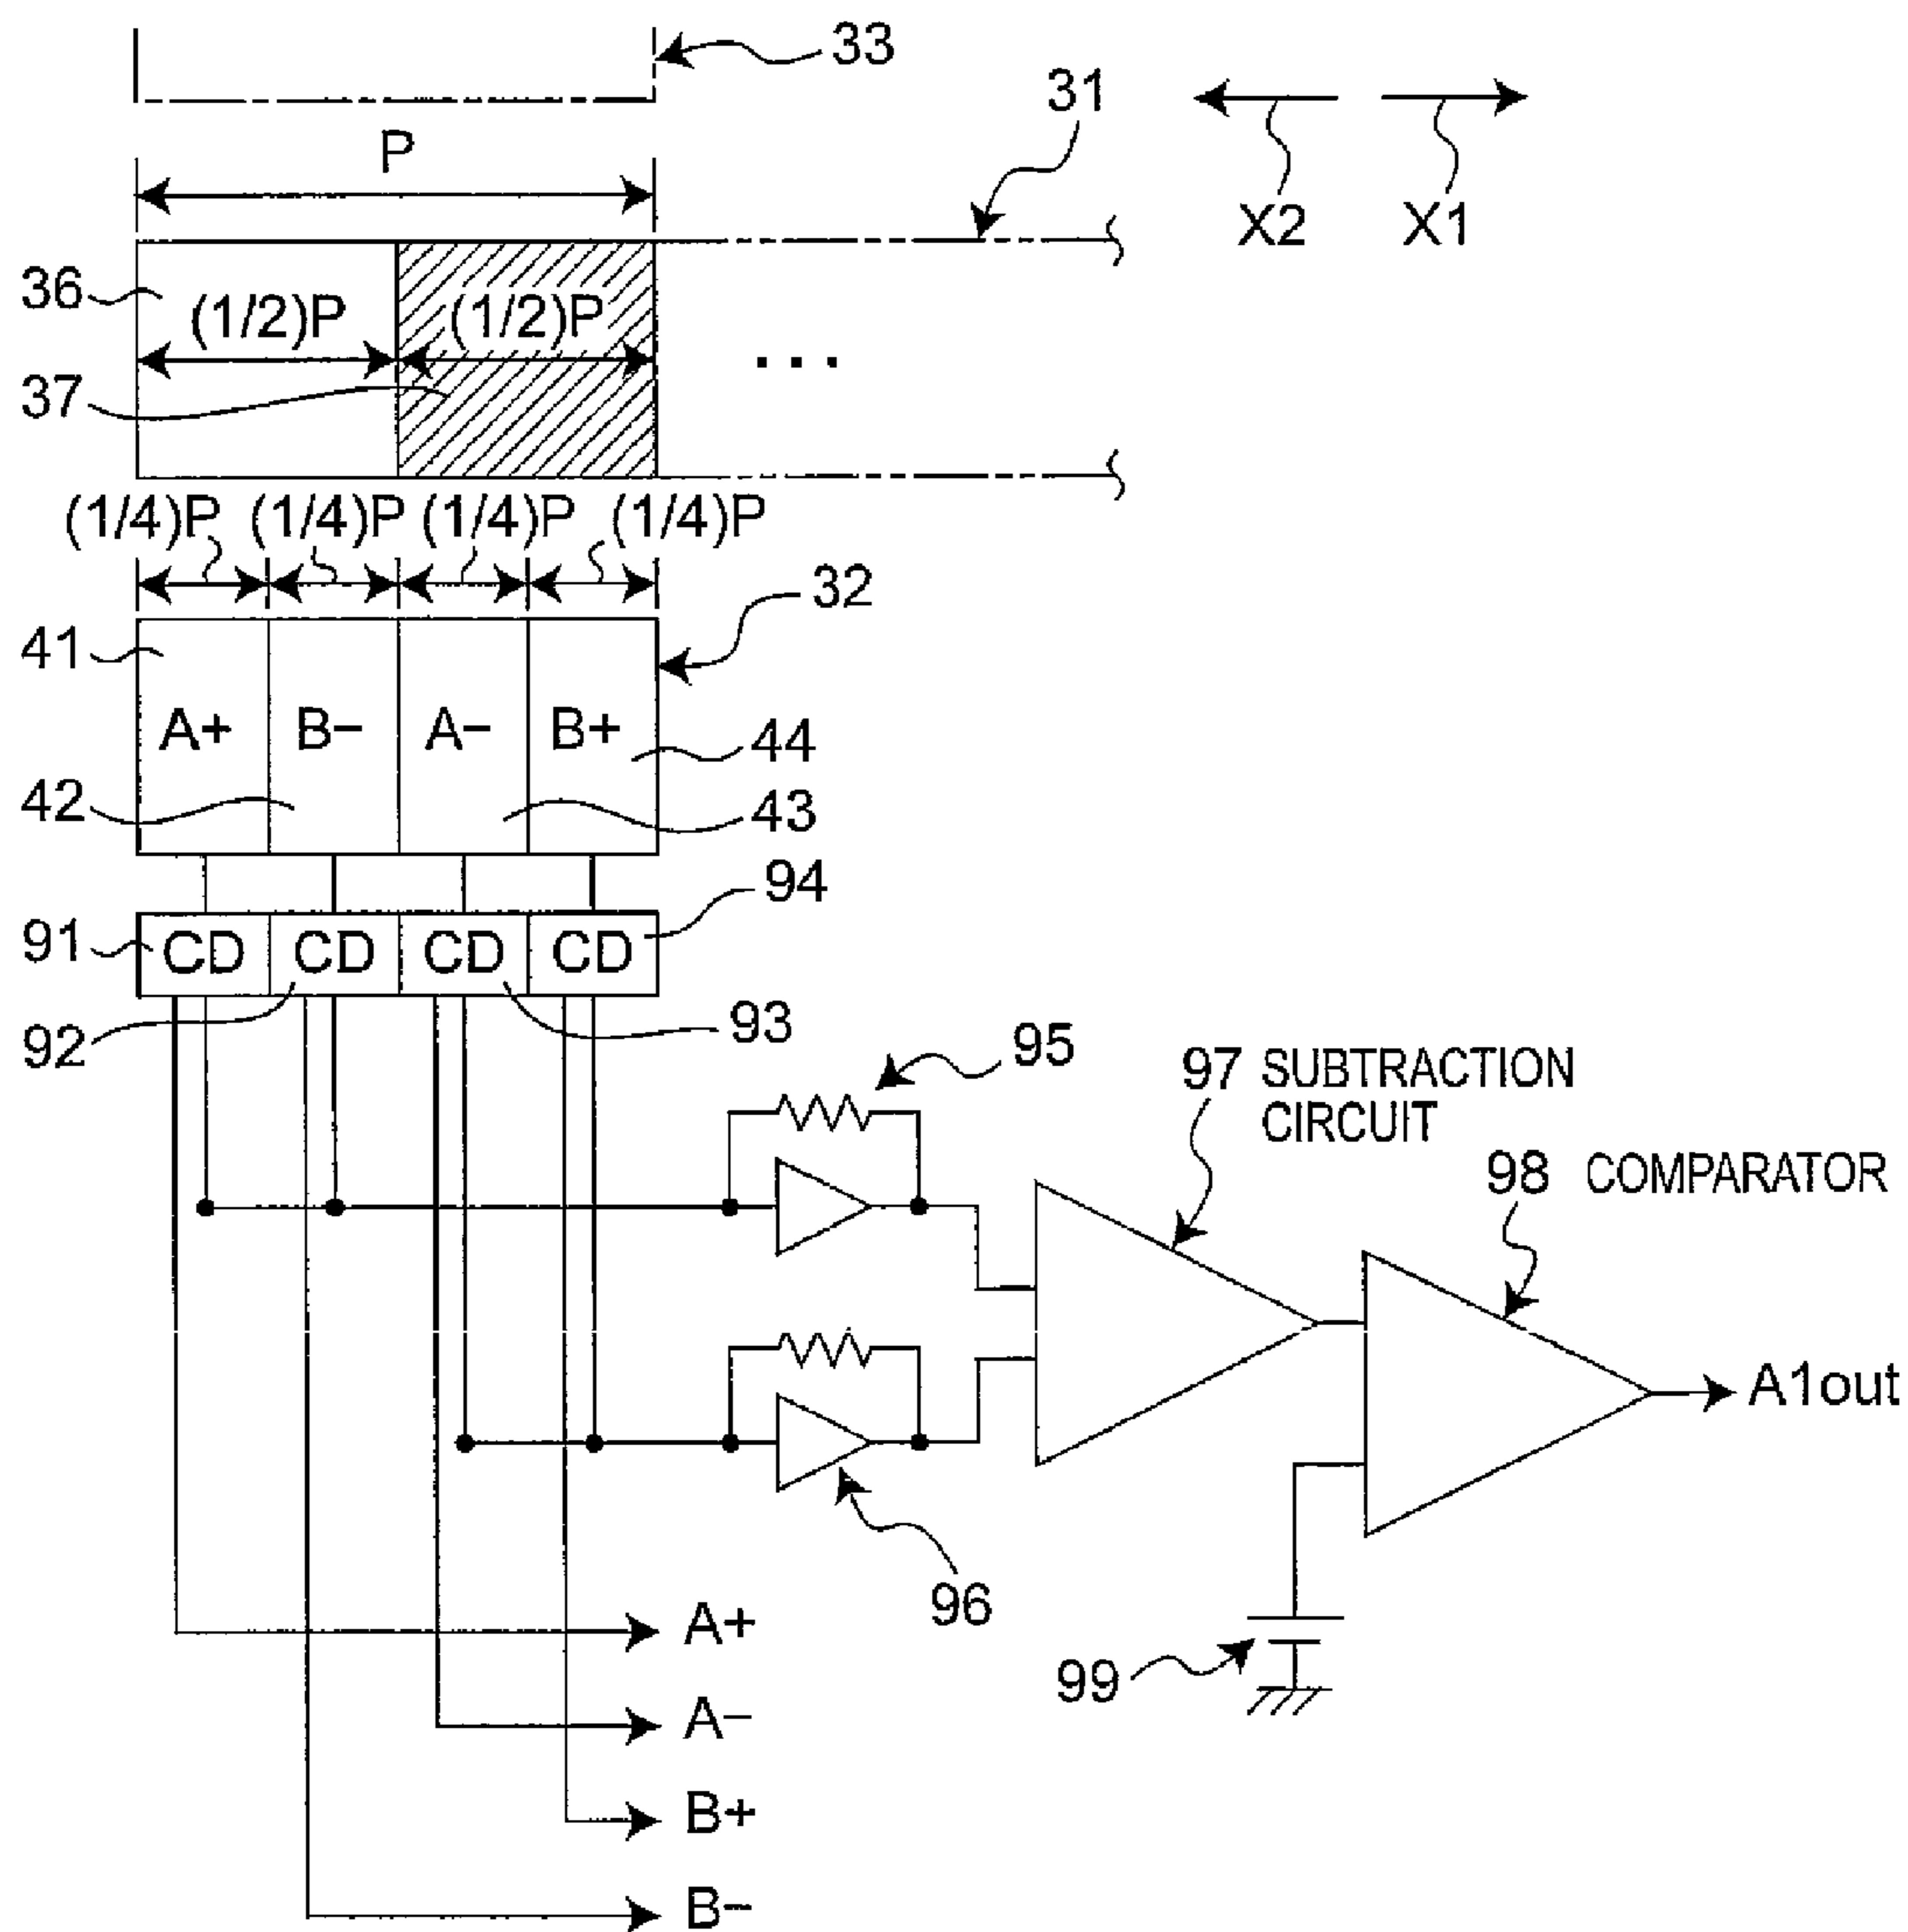 33
31
P
X2 X1
36
(1/2)P (1/2)P
...
37
(1/4)P (1/4)P (1/4)P (1/4)P
32
41
A+ B− A− B+
44
42
43
94
91
CD CD CD CD
92
93
95
97 SUBTRACTION
CIRCUIT
98 COMPARATOR
A1out
96
99
A+
A−
B+
B−